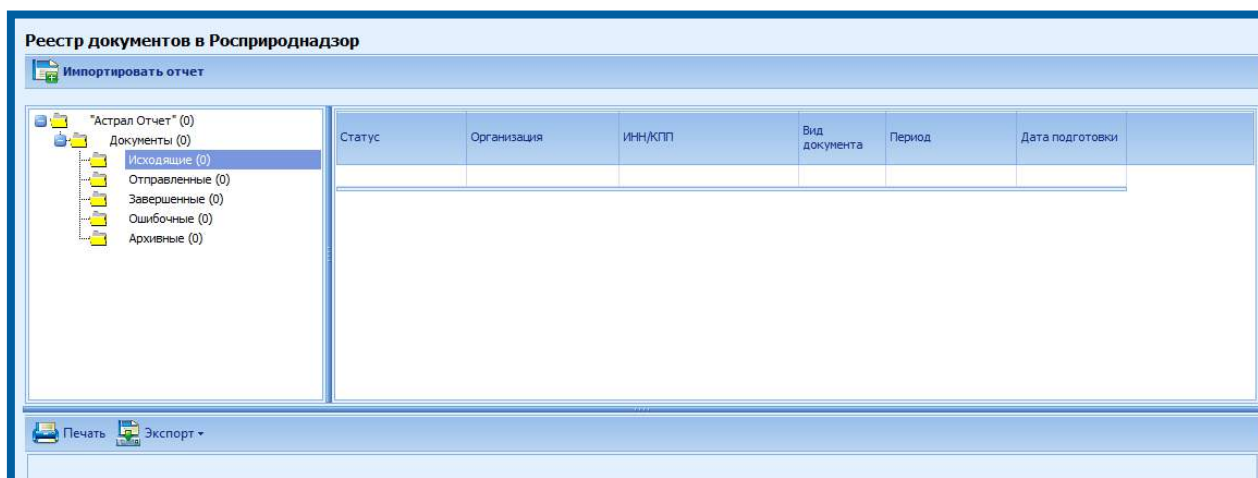 Реестр документов в Росприроднадзор
Импортировать отчет
"Астрал Отчет" (0)
Документы (0)
Исходящие (0)
Отправленные (0)
Завершенные (0)
Ошибочные (0)
Архивные (0)
Статус
Организация
ИНН/КПП
Вид
документа
Период
Дата подготовки
Печать
Экспорт